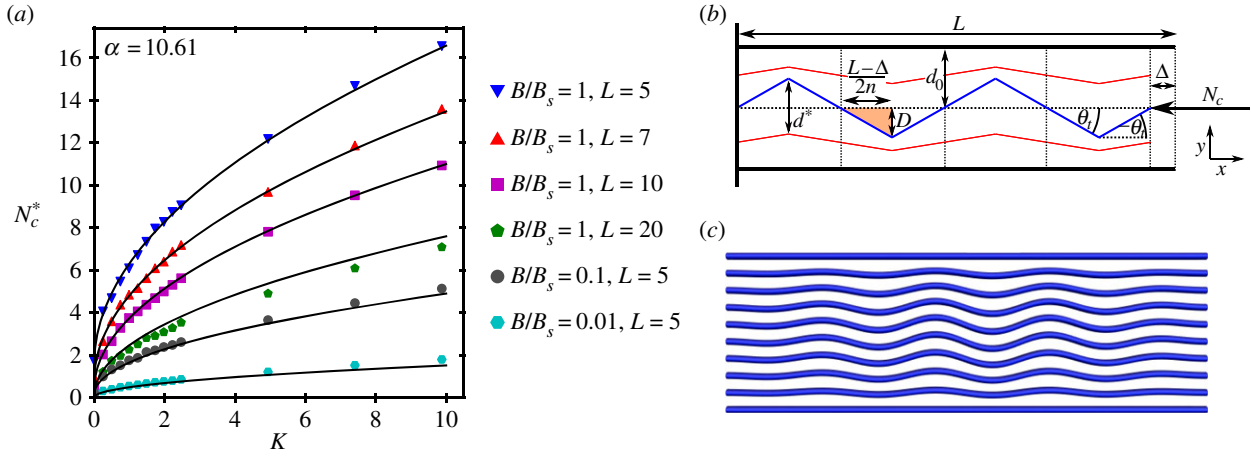 (a)
α = 10.61
16
14
12
10
8
6
4
2
0
N_c^*
0 2 4 6 8 10
K
B/B_s = 1, L = 5
B/B_s = 1, L = 7
B/B_s = 1, L = 10
B/B_s = 1, L = 20
B/B_s = 0.1, L = 5
B/B_s = 0.01, L = 5
(b)
L
L−Δ
2n
d_0
Δ
d*
D
θ_t
−θ_t
N_c
y
x
(c)